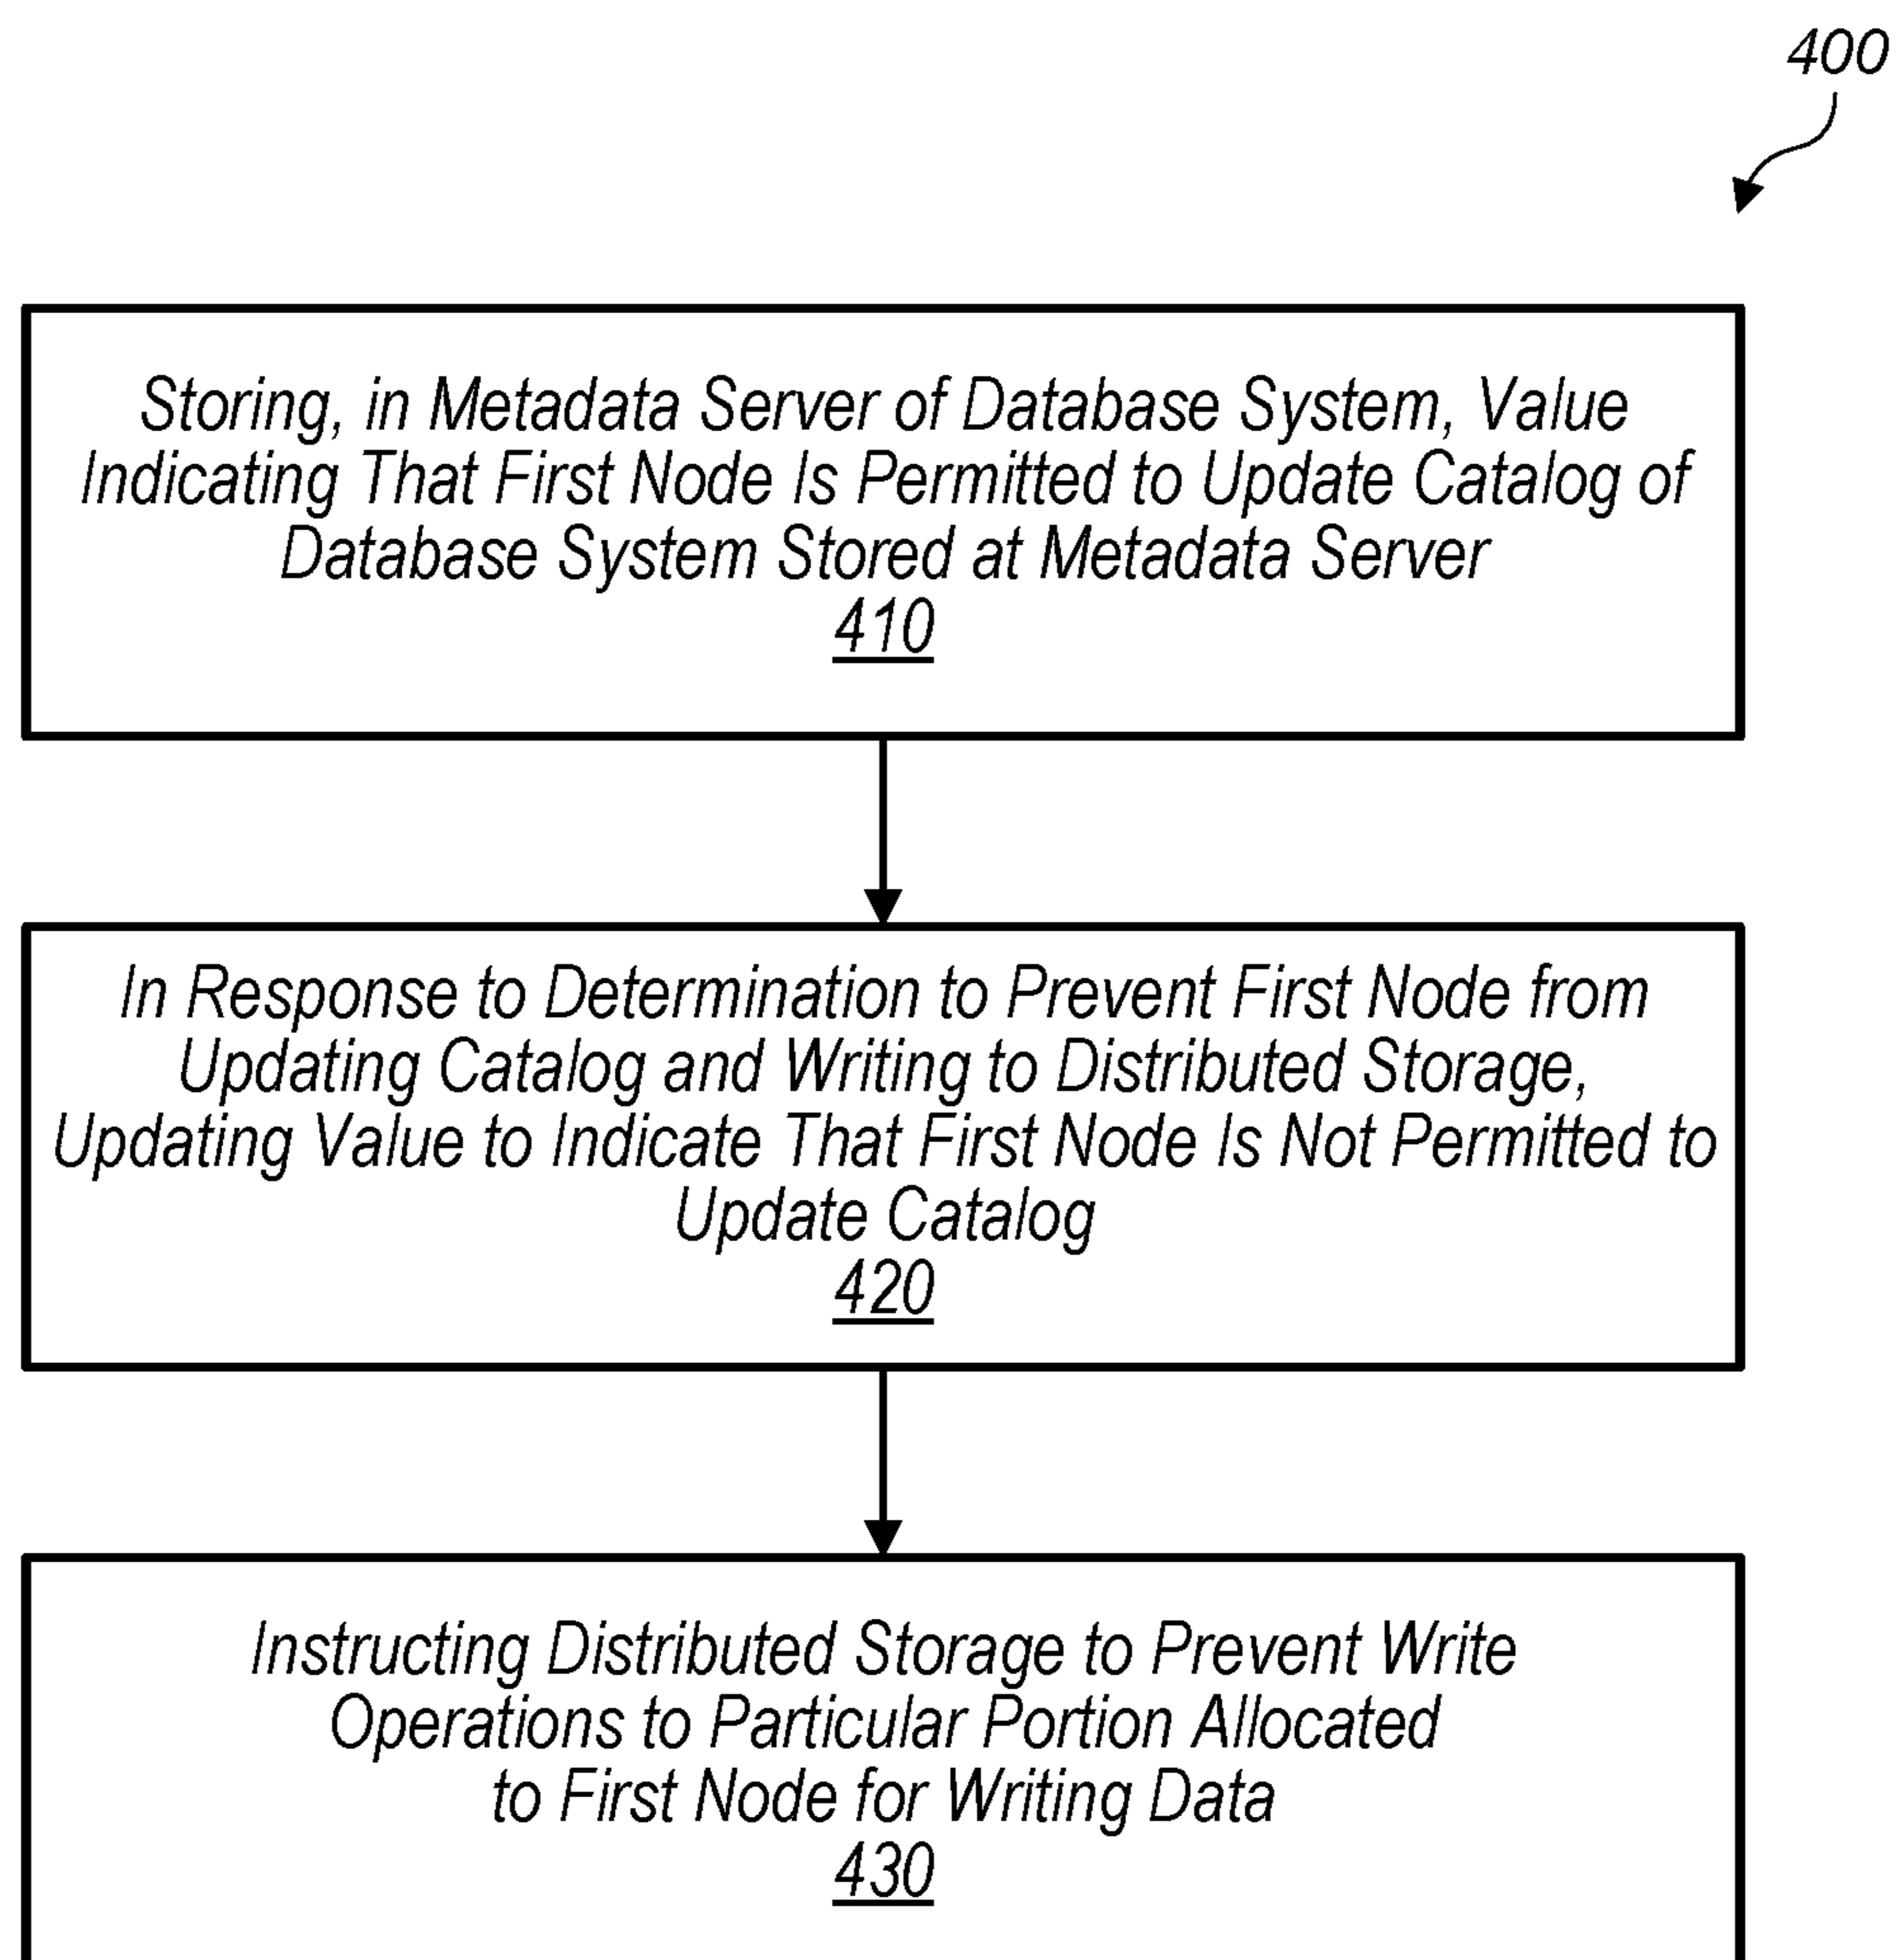 400
Storing, in Metadata Server of Database System, Value
Indicating That First Node Is Permitted to Update Catalog of
Database System Stored at Metadata Server
410
In Response to Determination to Prevent First Node from
Updating Catalog and Writing to Distributed Storage,
Updating Value to Indicate That First Node Is Not Permitted to
Update Catalog
420
Instructing Distributed Storage to Prevent Write
Operations to Particular Portion Allocated
to First Node for Writing Data
430